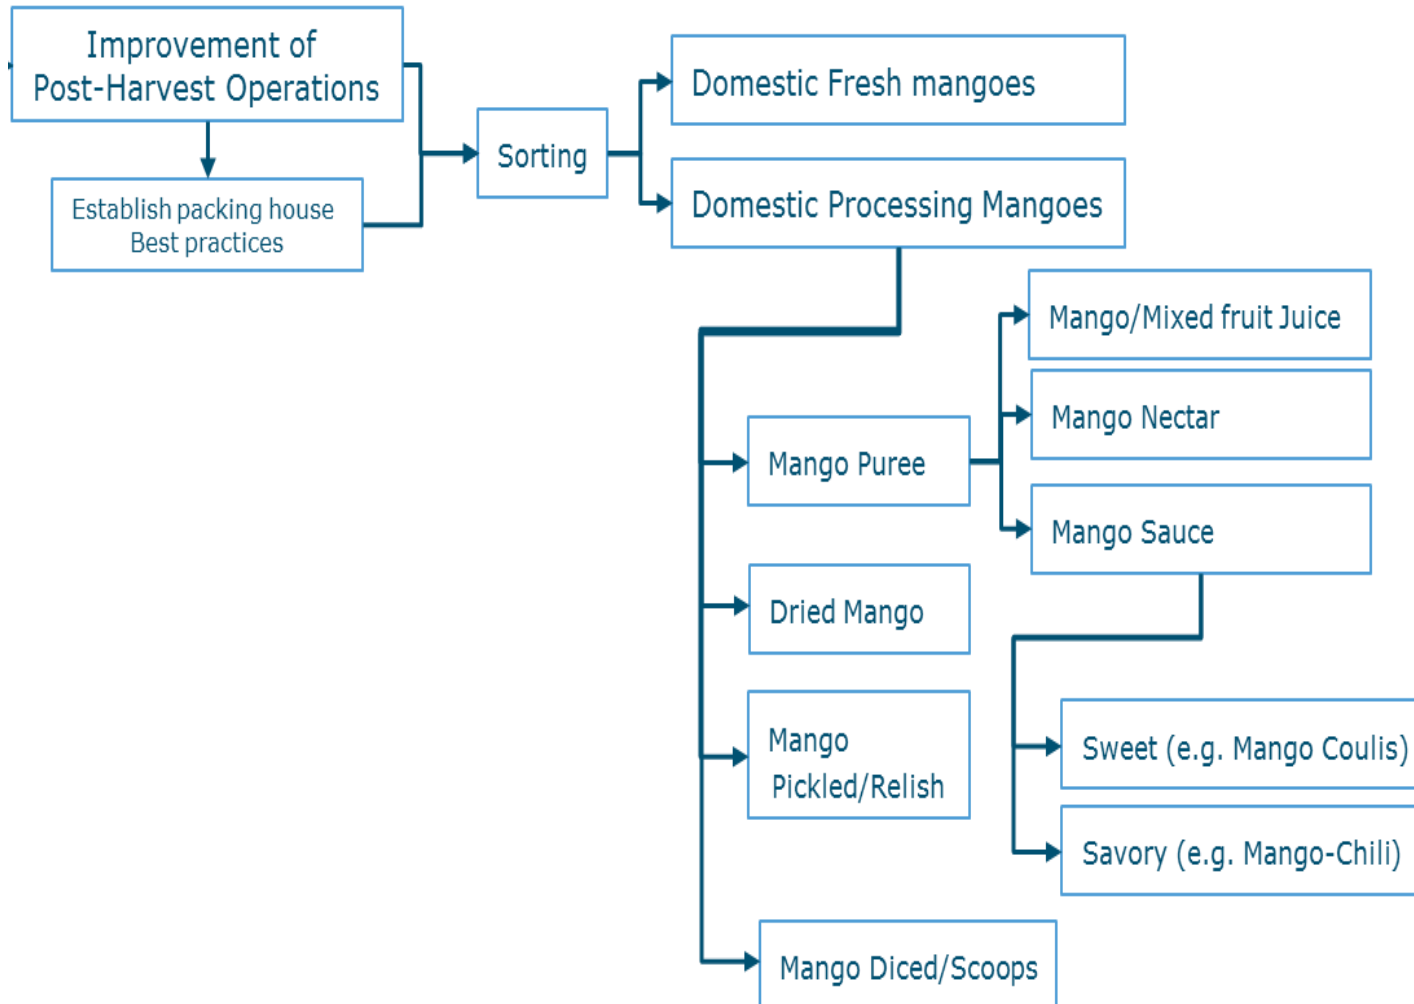 Improvement of
Post-Harvest Operations
Establish packing house
Best practices
Sorting
Domestic Fresh mangoes
Domestic Processing Mangoes
Mango/Mixed fruit Juice
Mango Nectar
Mango Puree
Mango Sauce
Dried Mango
Mango
Pickled/Relish
Sweet (e.g. Mango Coulis)
Savory (e.g. Mango-Chili)
Mango Diced/Scoops